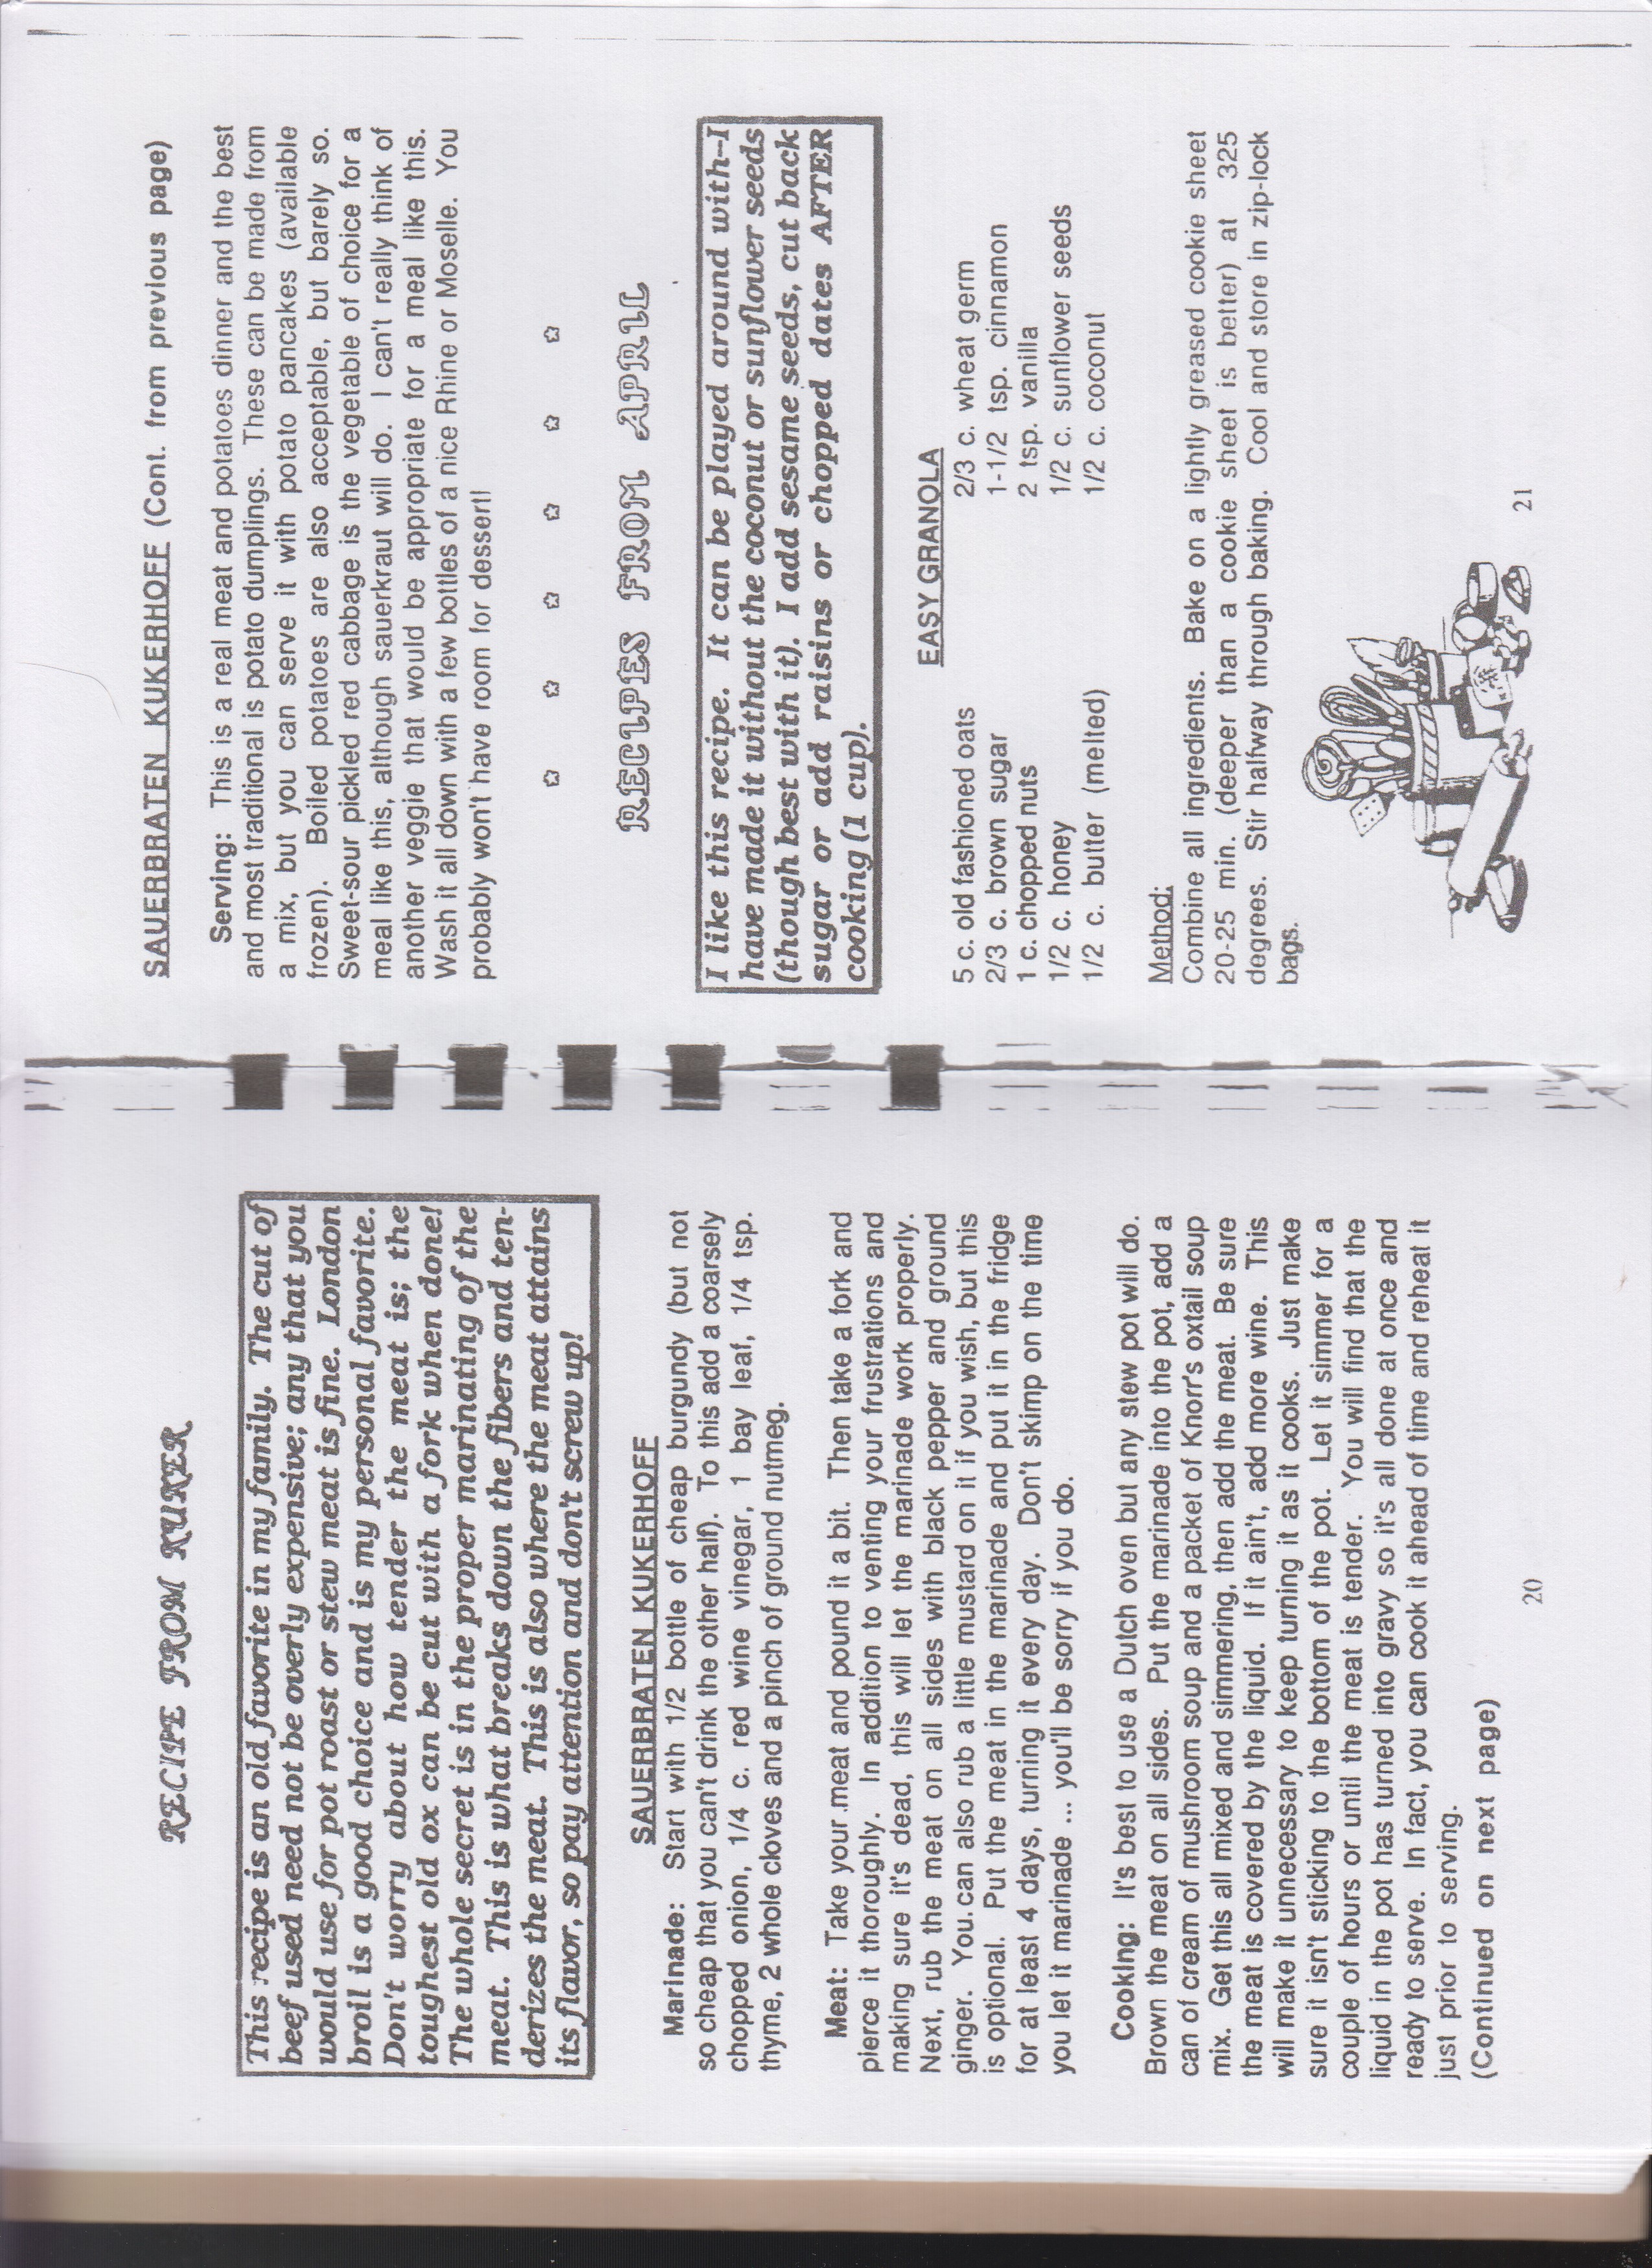 RECIPE FROM KUKER
This recipe is an old favorite in my family. The cut of
beef used need not be overly expensive; any that you
would use for pot roast or stew meat is fine. London
broil is a good choice and is my personal favorite.
Don't worry about how tender the meat is; the
toughest old ox can be cut with a fork when done!
The whole secret is in the proper marinating of the
meat. This is what breaks down the fibers and ten-
derizes the meat. This is also where the meat attains
its flavor, so pay attention and don't screw up!
SAUERBRATEN KUKERHOFF
Marinade: Start with 1/2 bottle of cheap burgundy (but not
so cheap that you can't drink the other half). To this add a coarsely
chopped onion, 1/4 c. red wine vinegar, 1 bay leaf, 1/4 tsp.
thyme, 2 whole cloves and a pinch of ground nutmeg.
Meat: Take your meat and pound it a bit. Then take a fork and
pierce it thoroughly. In addition to venting your frustrations and
making sure it's dead, this will let the marinade work properly.
Next, rub the meat on all sides with black pepper and ground
ginger. You can also rub a little mustard on it if you wish, but this
is optional. Put the meat in the marinade and put it in the fridge
for at least 4 days, turning it every day. Don't skimp on the time
you let it marinade ... you'll be sorry if you do.
Cooking: It's best to use a Dutch oven but any stew pot will do.
Brown the meat on all sides. Put the marinade into the pot, add a
can of cream of mushroom soup and a packet of Knorr's oxtail soup
mix. Get this all mixed and simmering, then add the meat. Be sure
the meat is covered by the liquid. If it ain't, add more wine. This
will make it unnecessary to keep turning it as it cooks. Just make
sure it isn't sticking to the bottom of the pot. Let it simmer for a
couple of hours or until the meat is tender. You will find that the
liquid in the pot has turned into gravy so it's all done at once and
ready to serve. In fact, you can cook it ahead of time and reheat it
just prior to serving.
(Continued on next page)
20
SAUERBRATEN KUKERHOFF (Cont. from previous page)
Serving: This is a real meat and potatoes dinner and the best
and most traditional is potato dumplings. These can be made from
a mix, but you can serve it with potato pancakes (available
frozen). Boiled potatoes are also acceptable, but barely so.
Sweet-sour pickled red cabbage is the vegetable of choice for a
meal like this, although sauerkraut will do. I can't really think of
another veggie that would be appropriate for a meal like this.
Wash it all down with a few bottles of a nice Rhine or Moselle. You
probably won't have room for dessert!
RECIPES FROM APRIL
I like this recipe. It can be played around with--I
have made it without the coconut or sunflower seeds
(though best with it). I add sesame seeds, cut back
sugar or add raisins or chopped dates AFTER
cooking (1 cup).
EASY GRANOLA
5 c. old fashioned oats 2/3 c. wheat germ
2/3 c. brown sugar 1-1/2 tsp. cinnamon
1 c. chopped nuts 2 tsp. vanilla
1/2 c. honey 1/2 c. sunflower seeds
1/2 c. butter (melted) 1/2 c. coconut
Method:
Combine all ingredients. Bake on a lightly greased cookie sheet
20-25 min. (deeper than a cookie sheet is better) at 325
degrees. Stir halfway through baking. Cool and store in zip-lock
bags.
21